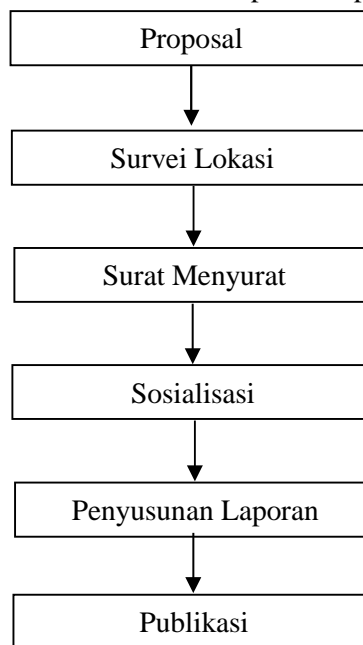 Proposal
Survei Lokasi
Surat Menyurat
Sosialisasi
Penyusunan Laporan
Publikasi